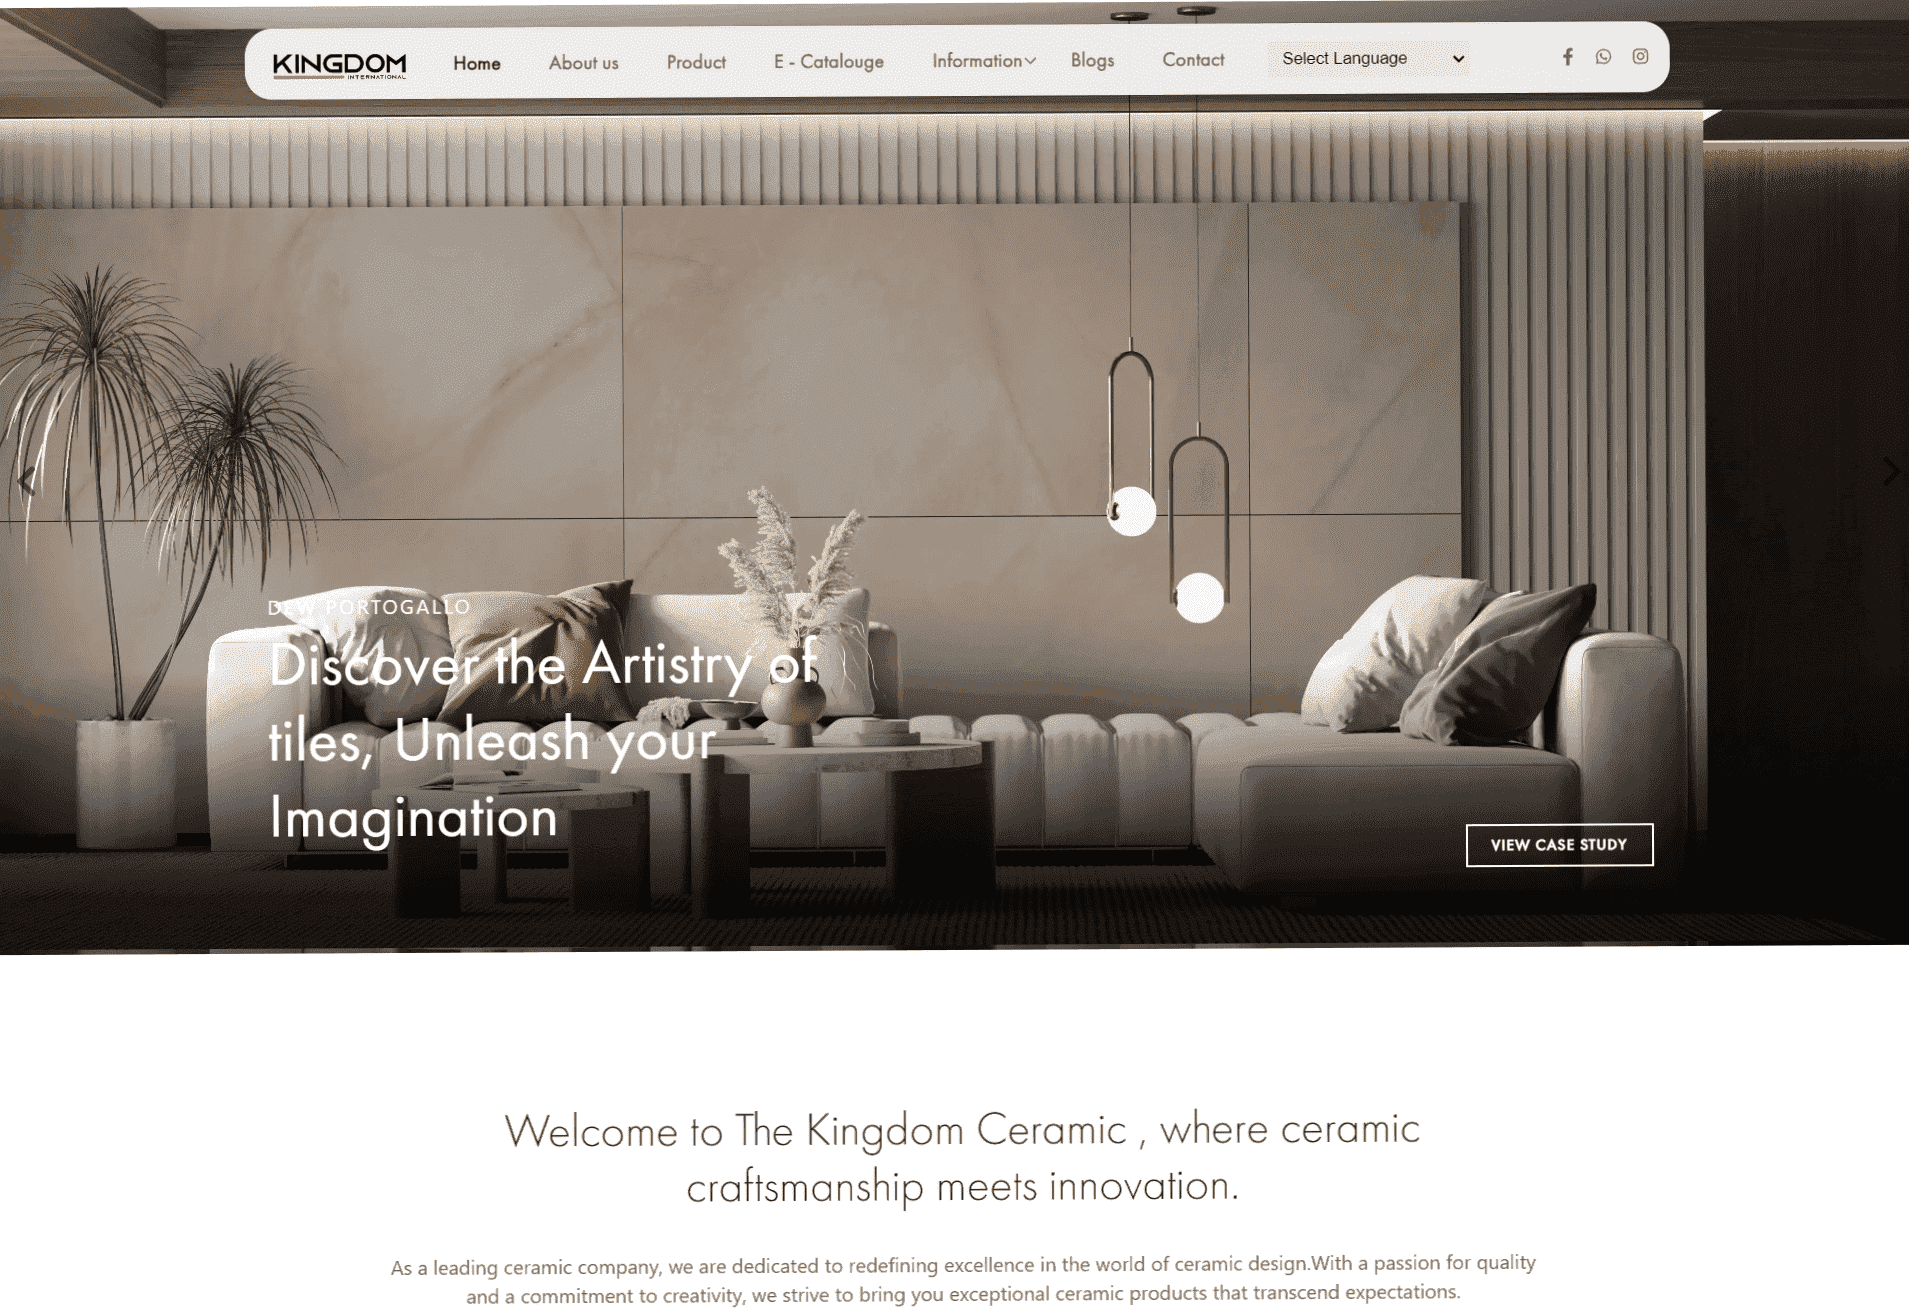 KINGDOM
INTERNATIONAL
Home
About us
Product
E - Catalouge
Information
Blogs
Contact
Select Language
DEW PORTOGALLO
Discover the Artistry of
tiles, Unleash your
Imagination
VIEW CASE STUDY
Welcome to The Kingdom Ceramic , where ceramic
craftsmanship meets innovation.
As a leading ceramic company, we are dedicated to redefining excellence in the world of ceramic design.With a passion for quality
and a commitment to creativity, we strive to bring you exceptional ceramic products that transcend expectations.